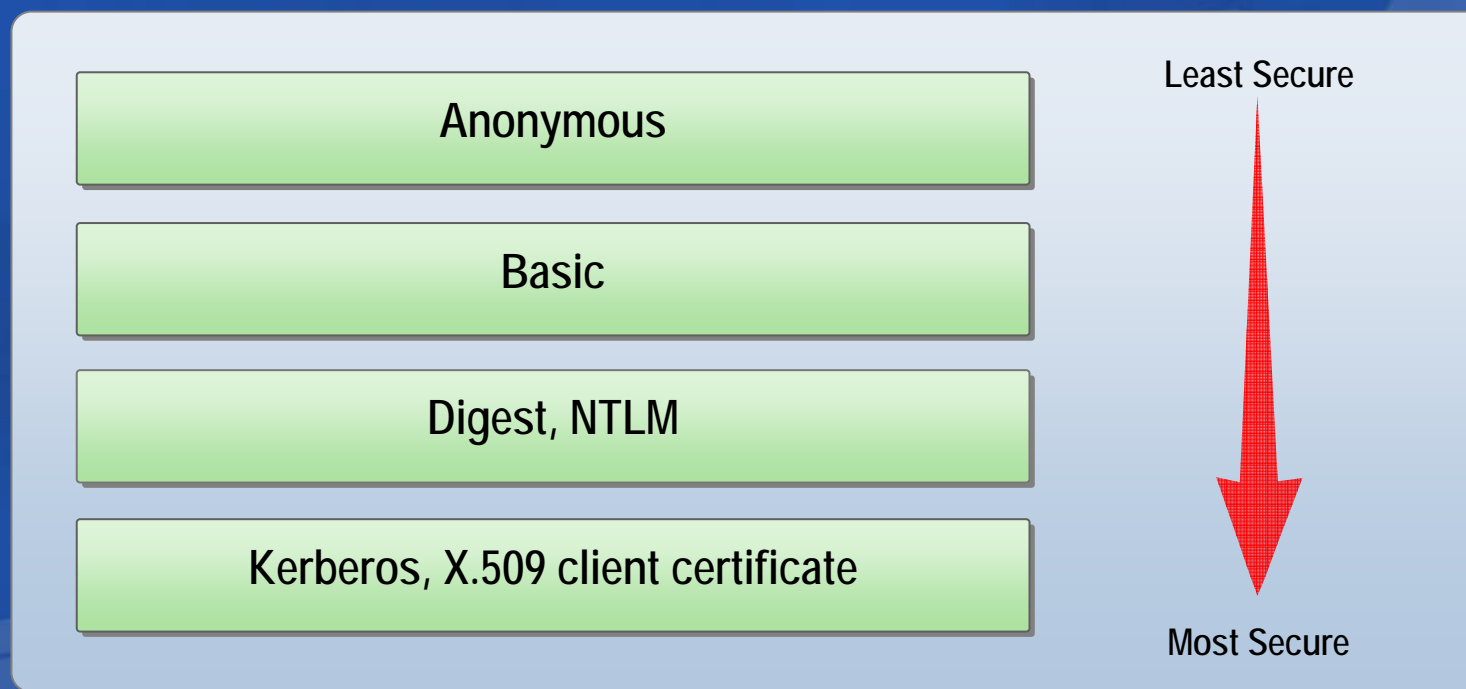 Least Secure
Anonymous
Basic
Digest, NTLM
Kerberos, X.509 client certificate
Most Secure